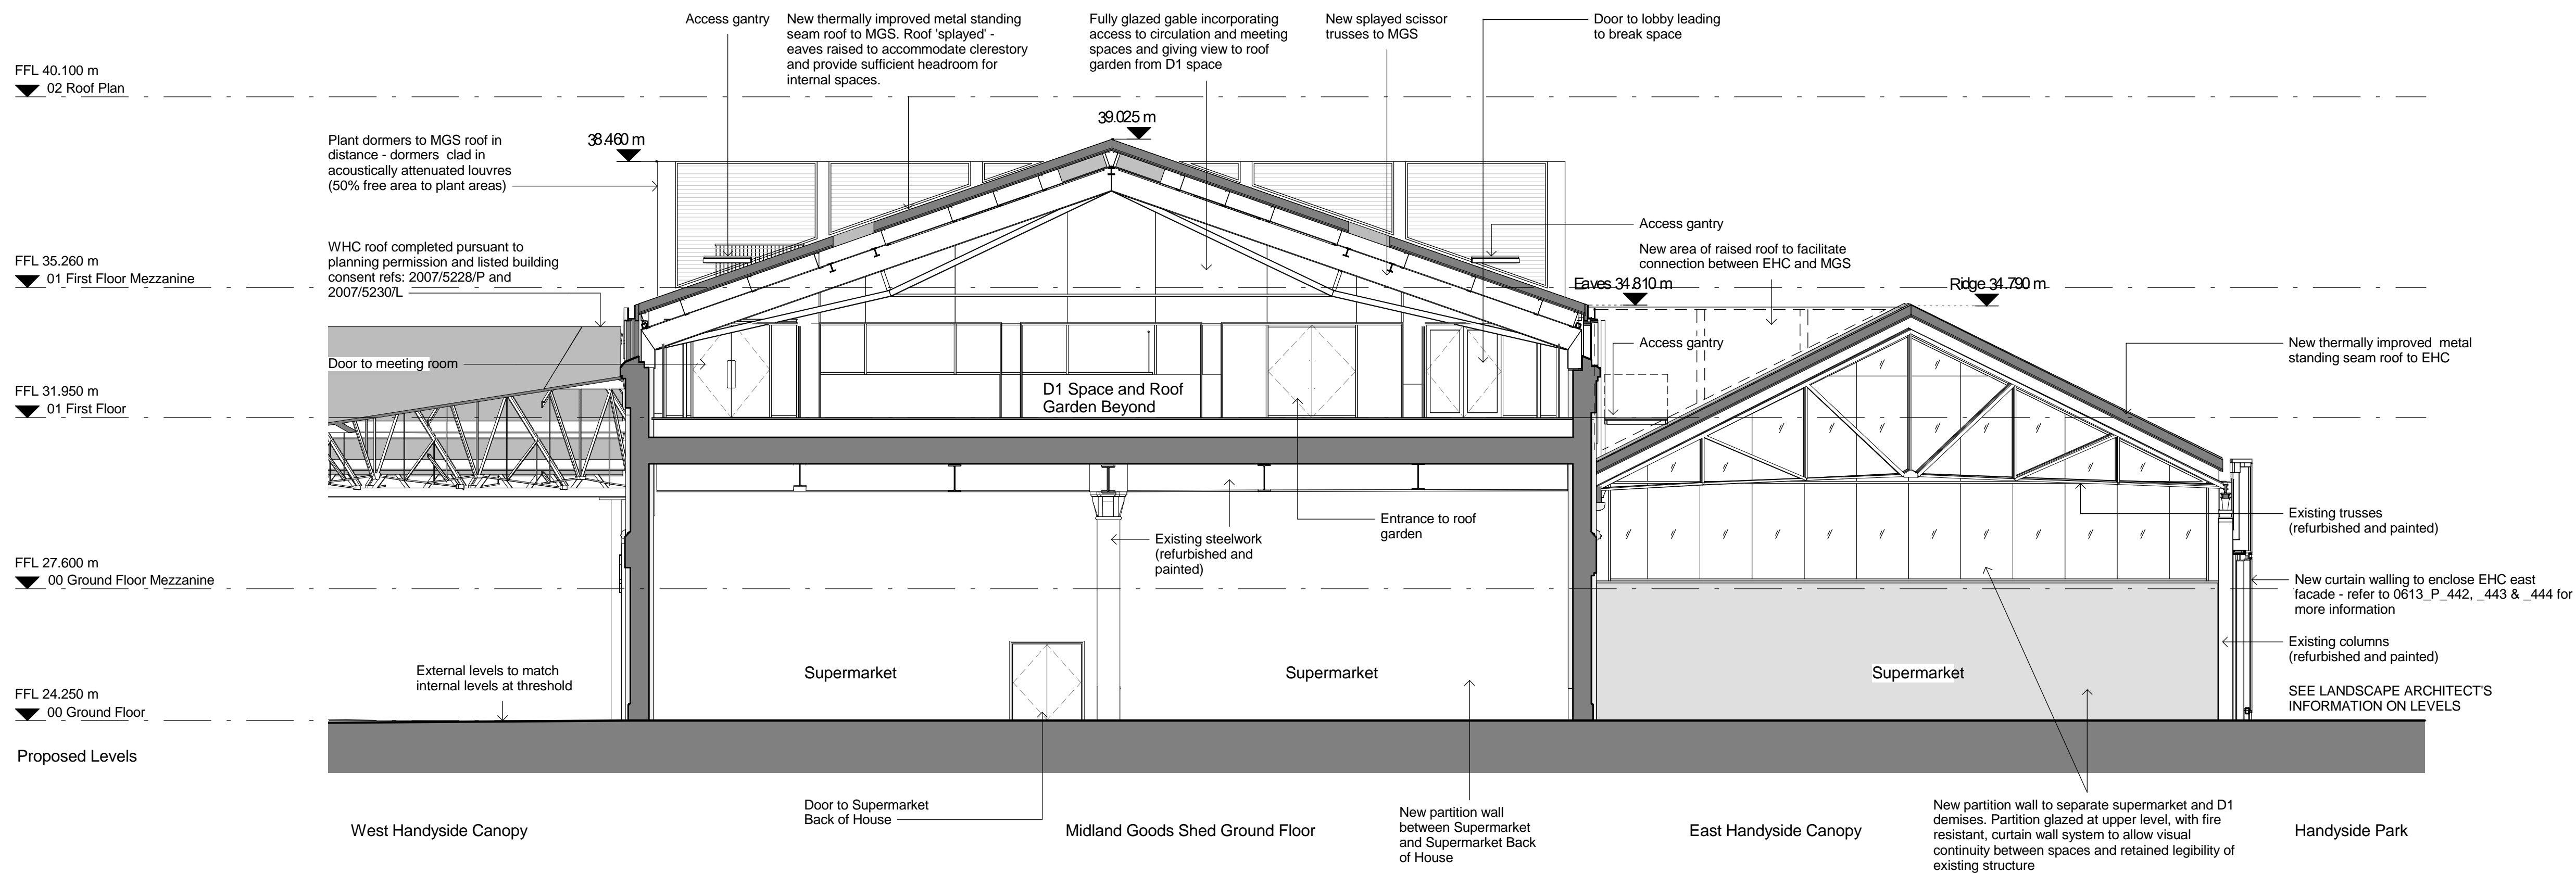 Access gantry
New thermally improved metal standing
seam roof to MGS. Roof 'splayed' -
eaves raised to accommodate clerestory
and provide sufficient headroom for
internal spaces.
Fully glazed gable incorporating
access to circulation and meeting
spaces and giving view to roof
garden from D1 space
New splayed scissor
trusses to MGS
Door to lobby leading
to break space
FFL 40.100 m
02 Roof Plan
39.025 m
38.460 m
Plant dormers to MGS roof in
distance - dormers clad in
acoustically attenuated louvres
(50% free area to plant areas)
Access gantry
WHC roof completed pursuant to
planning permission and listed building
consent refs: 2007/5228/P and
2007/5230/L
New area of raised roof to facilitate
connection between EHC and MGS
FFL 35.260 m
01 First Floor Mezzanine
Eaves 34.810 m
Ridge 34.790 m
Access gantry
New thermally improved metal
standing seam roof to EHC
Door to meeting room
FFL 31.950 m
01 First Floor
D1 Space and Roof
Garden Beyond
Entrance to roof
garden
Existing trusses
(refurbished and painted)
Existing steelwork
(refurbished and
painted)
FFL 27.600 m
00 Ground Floor Mezzanine
New curtain walling to enclose EHC east
facade - refer to 0613_P_442, _443 & _444 for
more information
Existing columns
(refurbished and painted)
External levels to match
internal levels at threshold
Supermarket
Supermarket
Supermarket
FFL 24.250 m
00 Ground Floor
SEE LANDSCAPE ARCHITECT'S
INFORMATION ON LEVELS
Proposed Levels
Door to Supermarket
Back of House
New partition wall
between Supermarket
and Supermarket Back
of House
New partition wall to separate supermarket and D1
demises. Partition glazed at upper level, with fire
resistant, curtain wall system to allow visual
continuity between spaces and retained legibility of
existing structure
West Handyside Canopy
Midland Goods Shed Ground Floor
East Handyside Canopy
Handyside Park